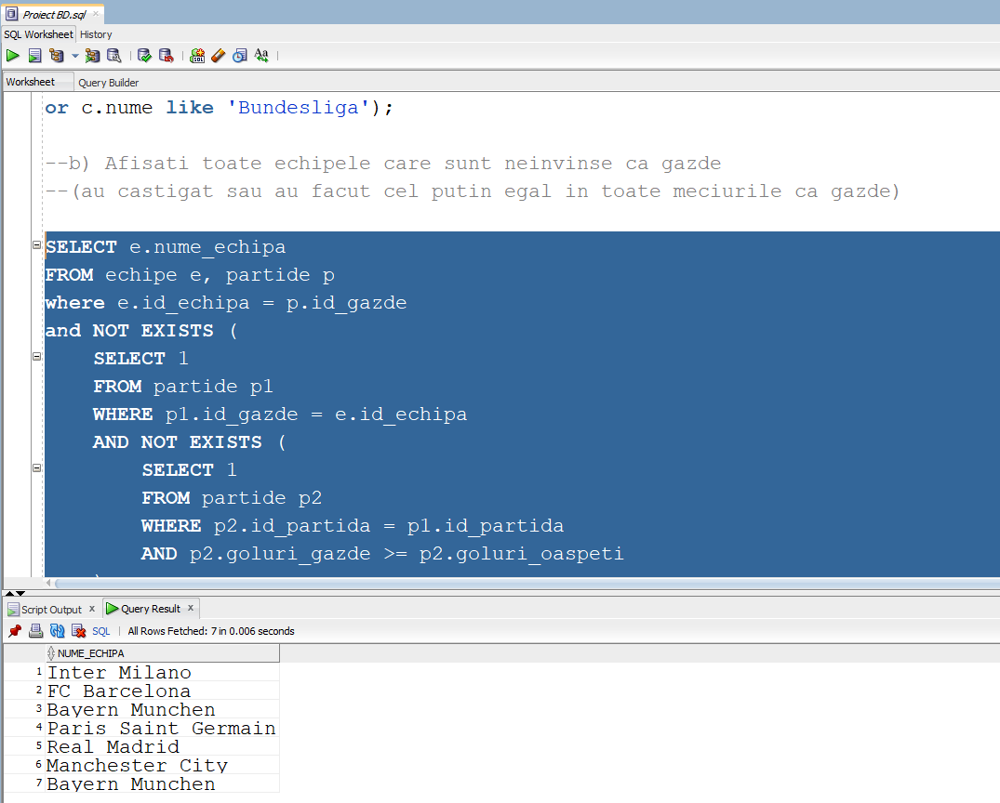 Proiect BD.sql
SQL Worksheet History
Worksheet Query Builder
or c.nume like 'Bundesliga');
--b) Afisati toate echipele care sunt neinvinse ca gazde
--(au castigat sau au facut cel putin egal in toate meciurile ca gazde)
SELECT e.nume_echipa
FROM echipe e, partide p
where e.id_echipa = p.id_gazde
and NOT EXISTS (
SELECT 1
FROM partide p1
WHERE p1.id_gazde = e.id_echipa
AND NOT EXISTS (
SELECT 1
FROM partide p2
WHERE p2.id_partida = p1.id_partida
AND p2.goluri_gazde >= p2.goluri_oaspeti
Script Output x Query Result x
SQL | All Rows Fetched: 7 in 0.006 seconds
NUME_ECHIPA
1 Inter Milano
2 FC Barcelona
3 Bayern Munchen
4 Paris Saint Germain
5 Real Madrid
6 Manchester City
7 Bayern Munchen